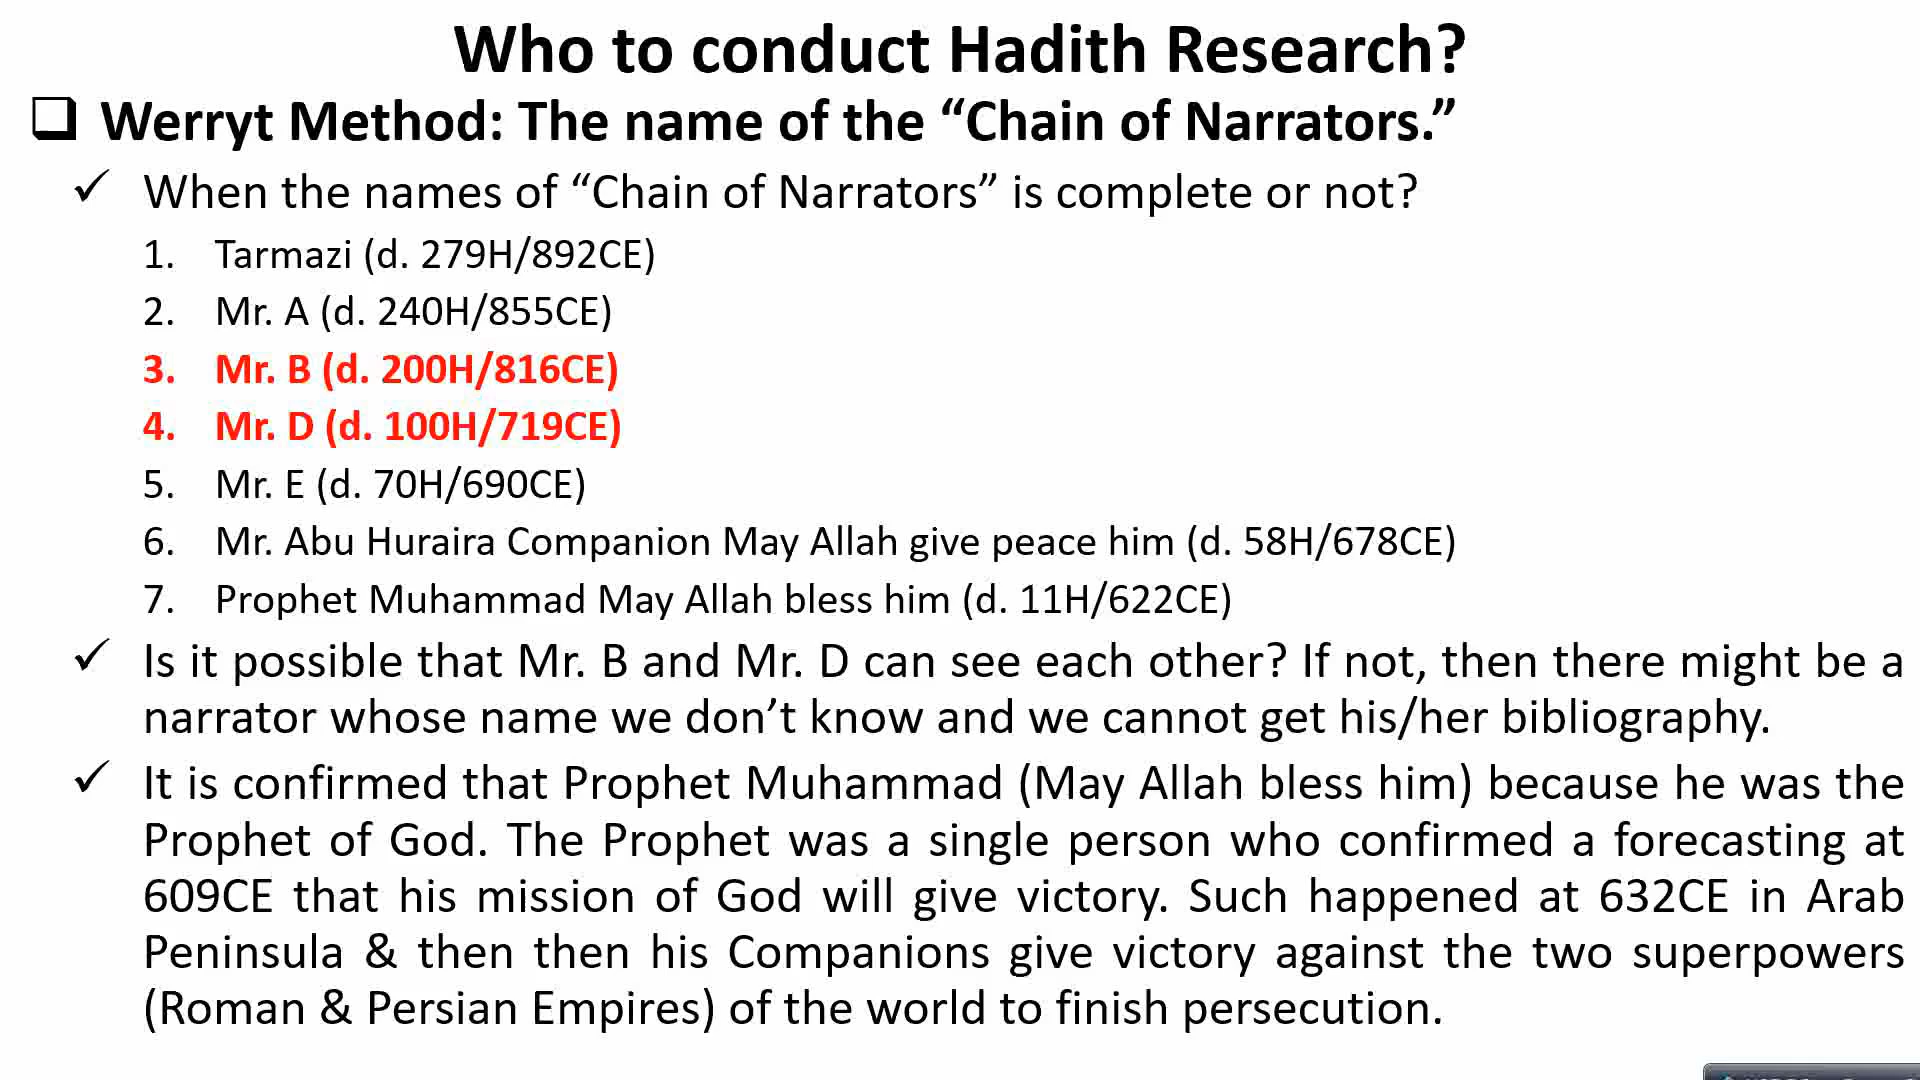 Who to conduct Hadith Research?
❑ Werryt Method: The name of the “Chain of Narrators.”
✓ When the names of “Chain of Narrators” is complete or not?
1. Tarmazi (d. 279H/892CE)
2. Mr. A (d. 240H/855CE)
3. Mr. B (d. 200H/816CE)
4. Mr. D (d. 100H/719CE)
5. Mr. E (d. 70H/690CE)
6. Mr. Abu Huraira Companion May Allah give peace him (d. 58H/678CE)
7. Prophet Muhammad May Allah bless him (d. 11H/622CE)
✓ Is it possible that Mr. B and Mr. D can see each other? If not, then there might be a
narrator whose name we don’t know and we cannot get his/her bibliography.
✓ It is confirmed that Prophet Muhammad (May Allah bless him) because he was the
Prophet of God. The Prophet was a single person who confirmed a forecasting at
609CE that his mission of God will give victory. Such happened at 632CE in Arab
Peninsula & then then his Companions give victory against the two superpowers
(Roman & Persian Empires) of the world to finish persecution.